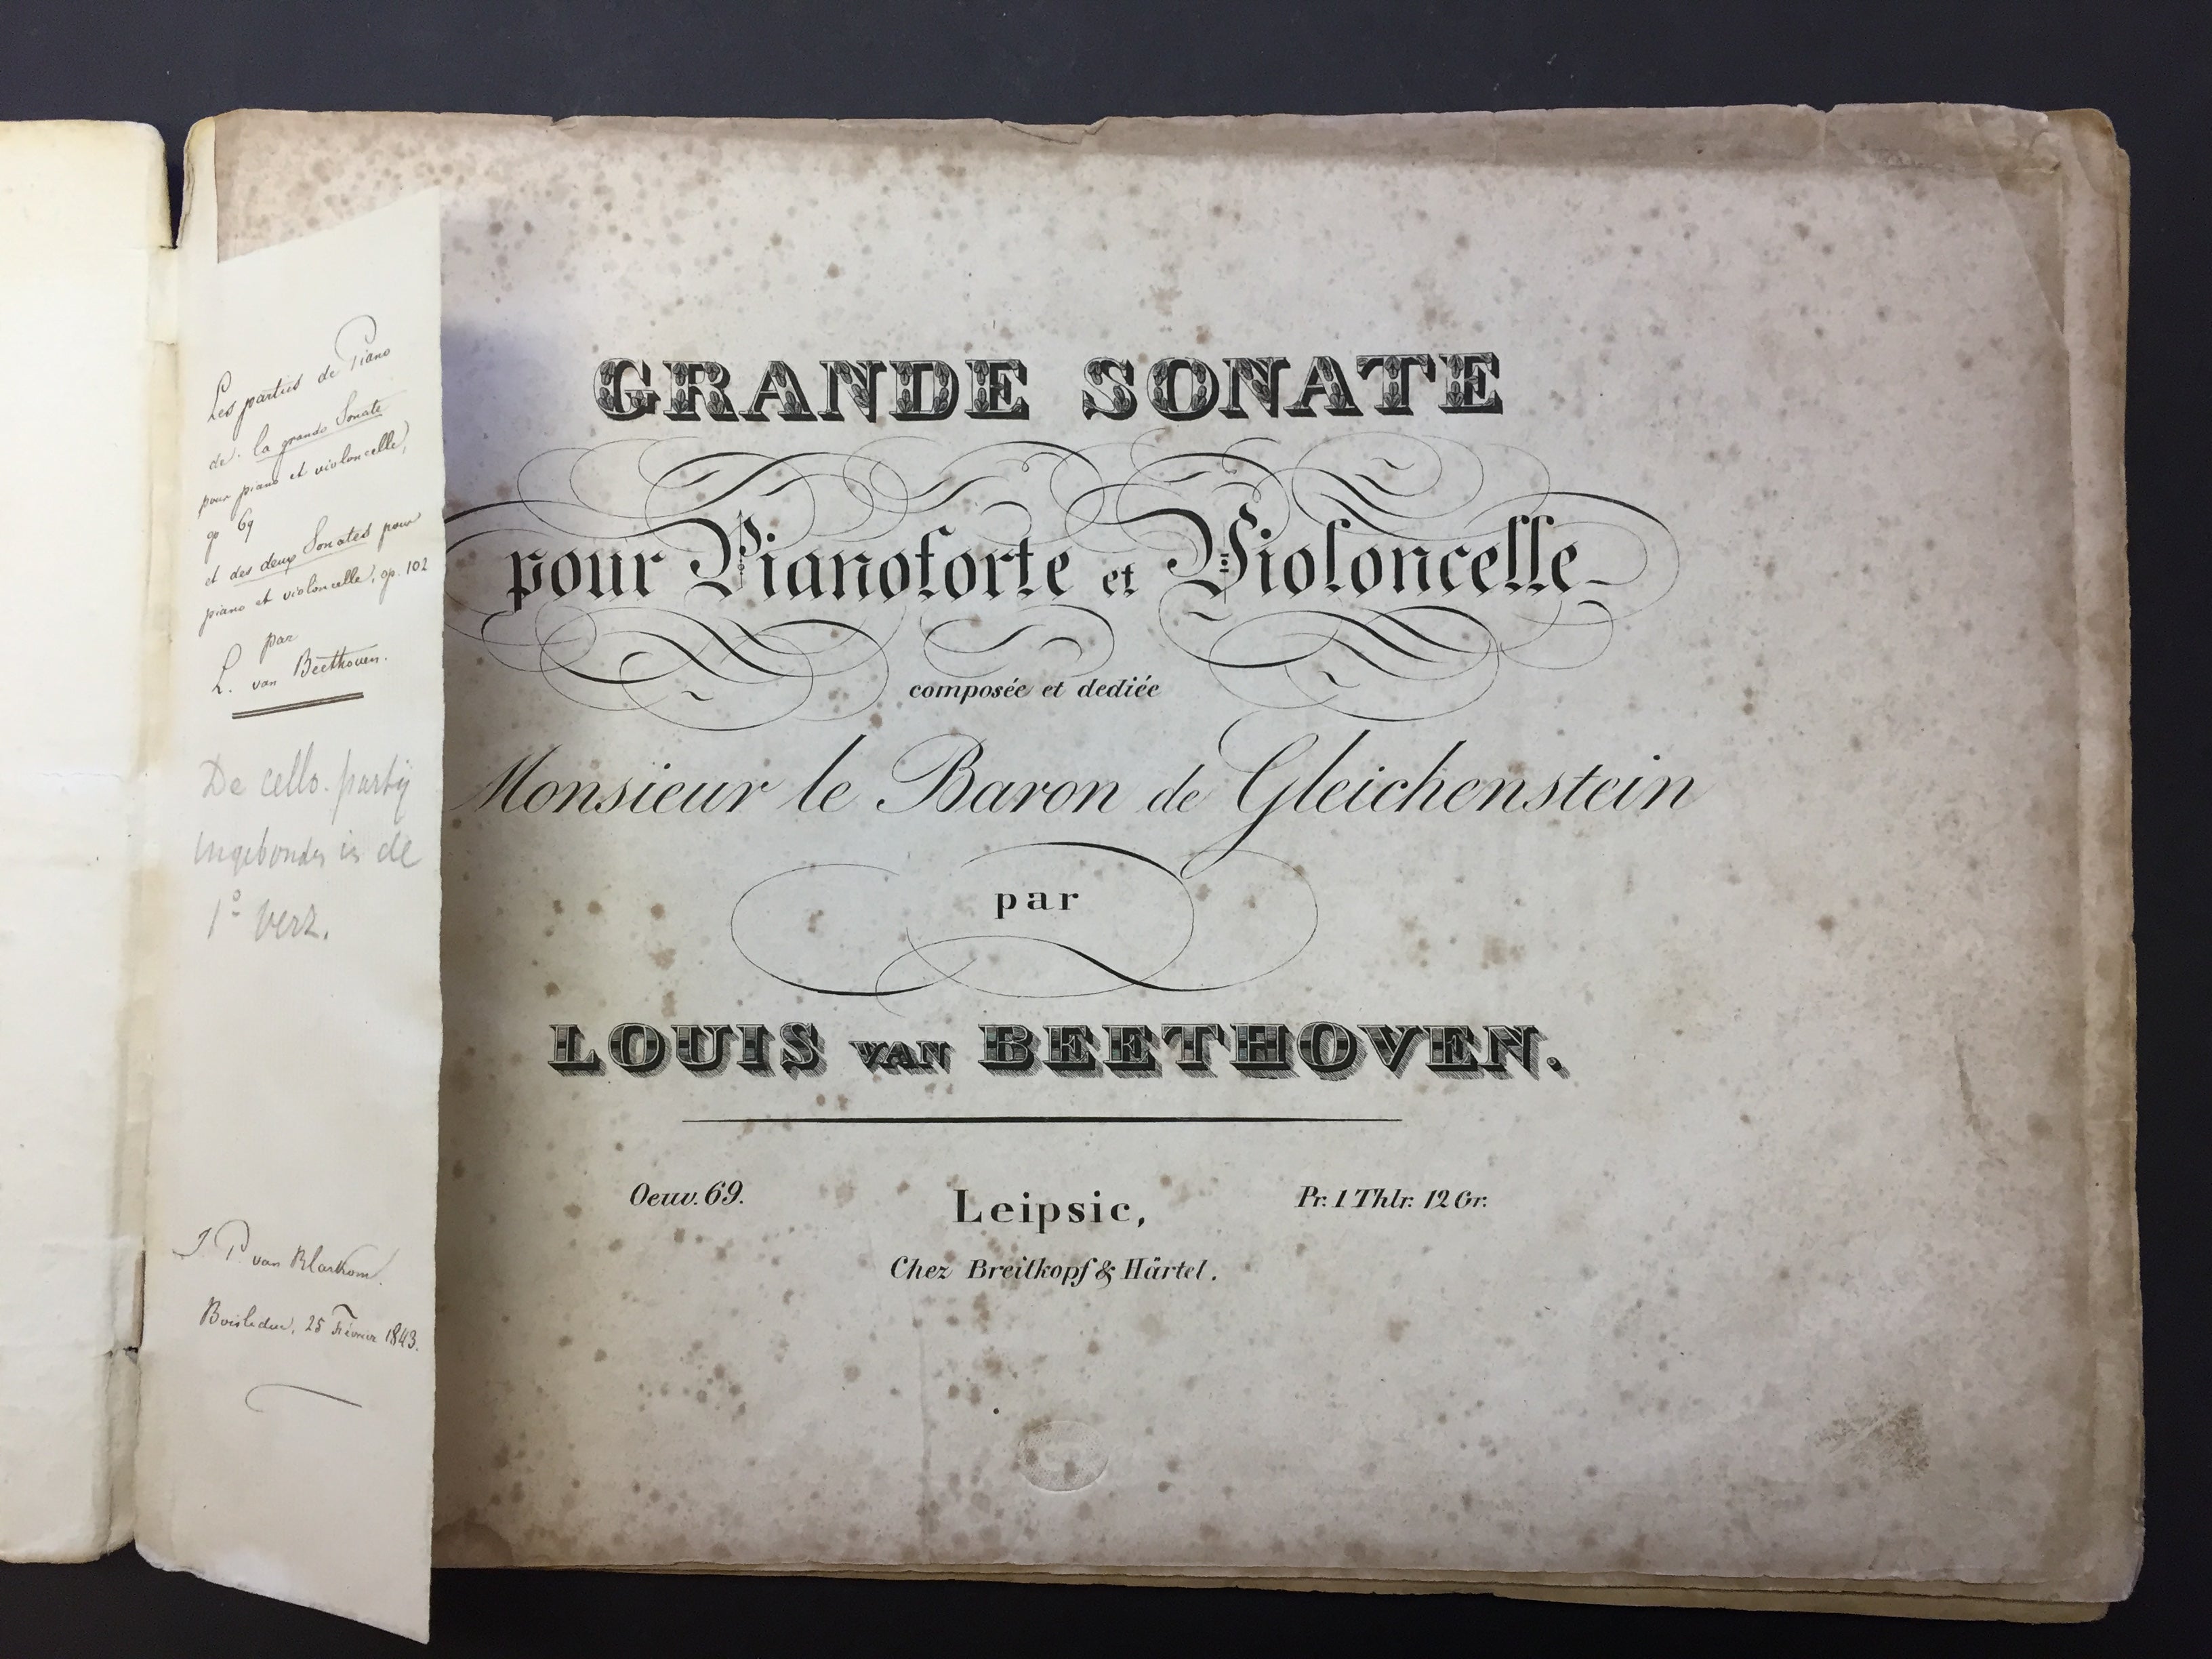 Les parties de Piano
de la grande Sonate
pour piano et violoncelle,
op 69
et des deux Sonates pour
piano et violoncelle, op. 102
par
L. van Beethoven.
De cello partij
ingebonden in de
1e verz.
J P. van
Boisleduc, 25 Février 1843.
GRANDE SONATE
pour Pianoforte et Violoncelle
composée et dediée
Monsieur le Baron de Gleichenstein
par
LOUIS van BEETHOVEN.
Oeuv. 69.
Leipsic,
Pr. 1 Thlr. 12 Gr.
Chez Breitkopf & Härtel.